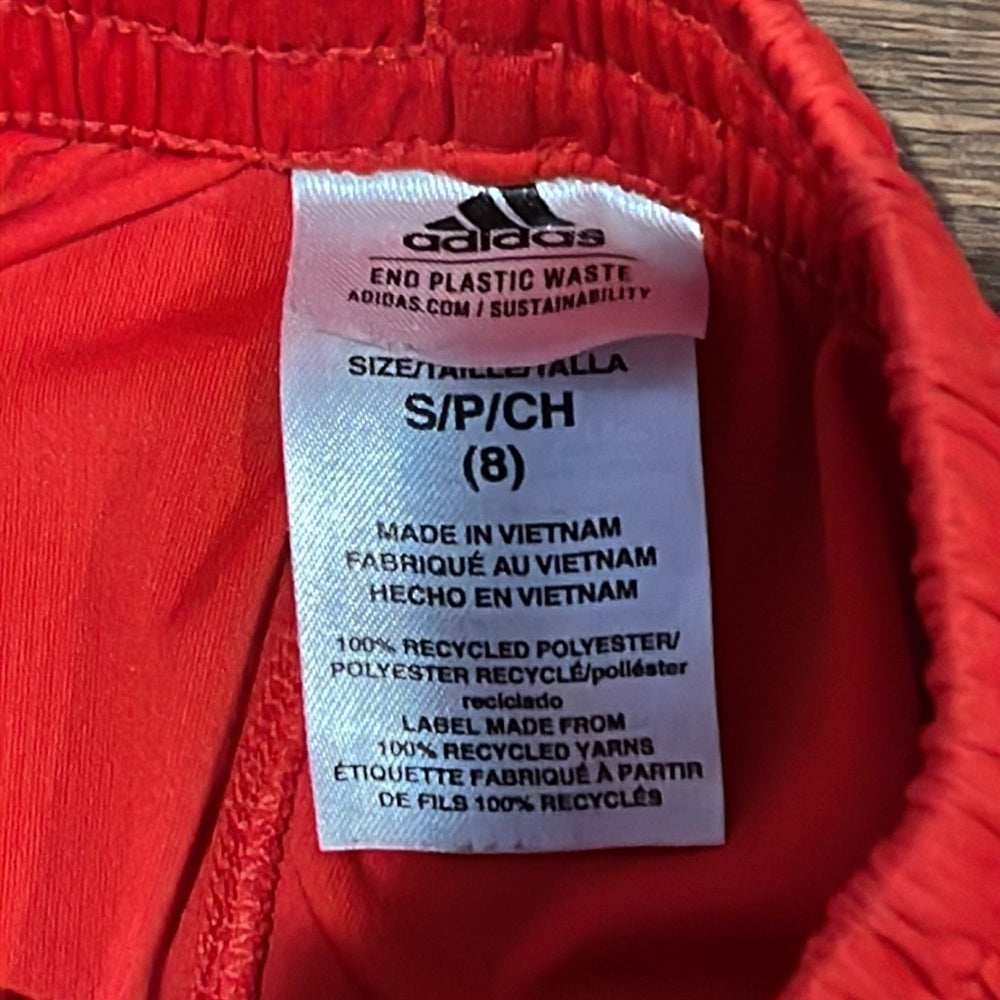 adidas
END PLASTIC WASTE
ADIDAS.COM / SUSTAINABILITY
SIZE/TAILLE/TALLA
S/P/CH
(8)
MADE IN VIETNAM
FABRIQUÉ AU VIETNAM
HECHO EN VIETNAM
100% RECYCLED POLYESTER/
POLYESTER RECYCLÉ/poliéster
reciclado
LABEL MADE FROM
100% RECYCLED YARNS
ÉTIQUETTE FABRIQUÉ À PARTIR
DE FILS 100% RECYCLÉS